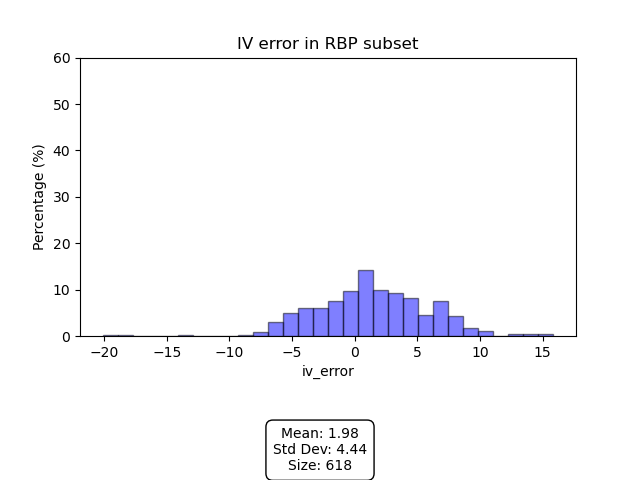 IV error in RBP subset
60
50
40
30
20
10
0
Percentage (%)
−20 −15 −10 −5 0 5 10 15
iv_error
Mean: 1.98
Std Dev: 4.44
Size: 618